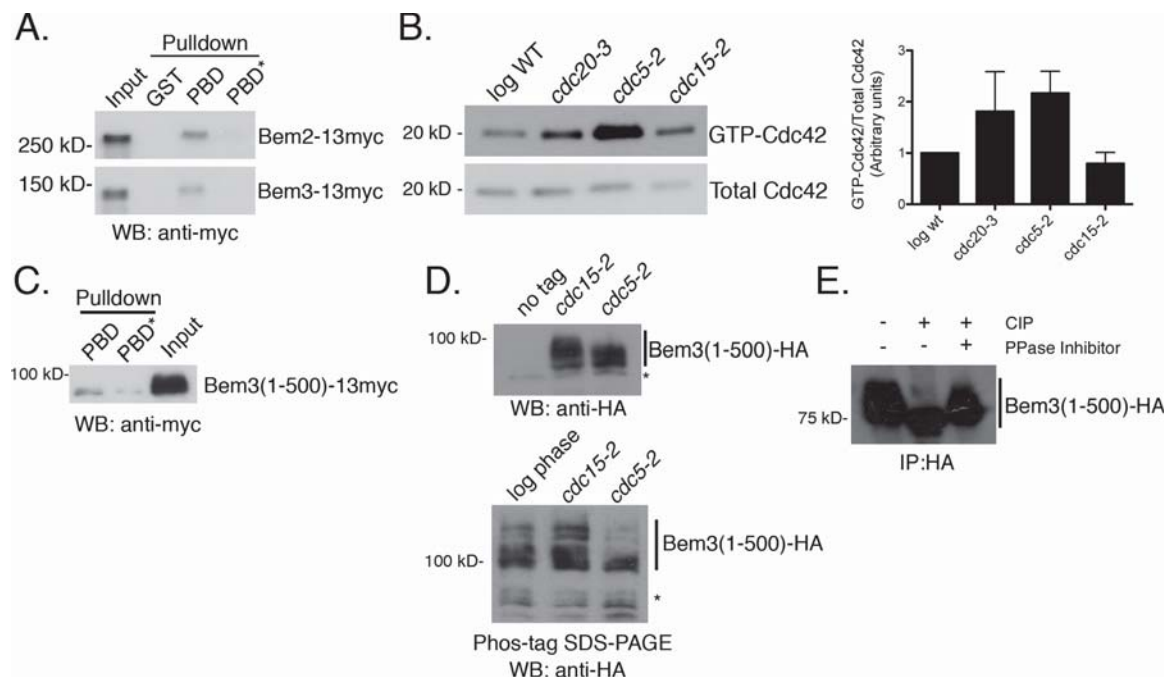 A.
Pulldown
Input
GST
PBD
PBD*
250 kD-
Bem2-13myc
150 kD-
Bem3-13myc
WB: anti-myc
B.
log WT
cdc20-3
cdc5-2
cdc15-2
20 kD -
GTP-Cdc42
20 kD -
Total Cdc42
GTP-Cdc42/Total Cdc42
(Arbitrary units)
3
2
1
0
log wt
cdc20-3
cdc5-2
cdc15-2
C.
Pulldown
PBD
PBD*
Input
100 kD-
Bem3(1-500)-13myc
WB: anti-myc
D.
no tag
cdc15-2
cdc5-2
100 kD-
Bem3(1-500)-HA
*
WB: anti-HA
log phase
cdc15-2
cdc5-2
100 kD-
Bem3(1-500)-HA
*
Phos-tag SDS-PAGE
WB: anti-HA
E.
- + + CIP
- - + PPase Inhibitor
75 kD-
Bem3(1-500)-HA
IP:HA